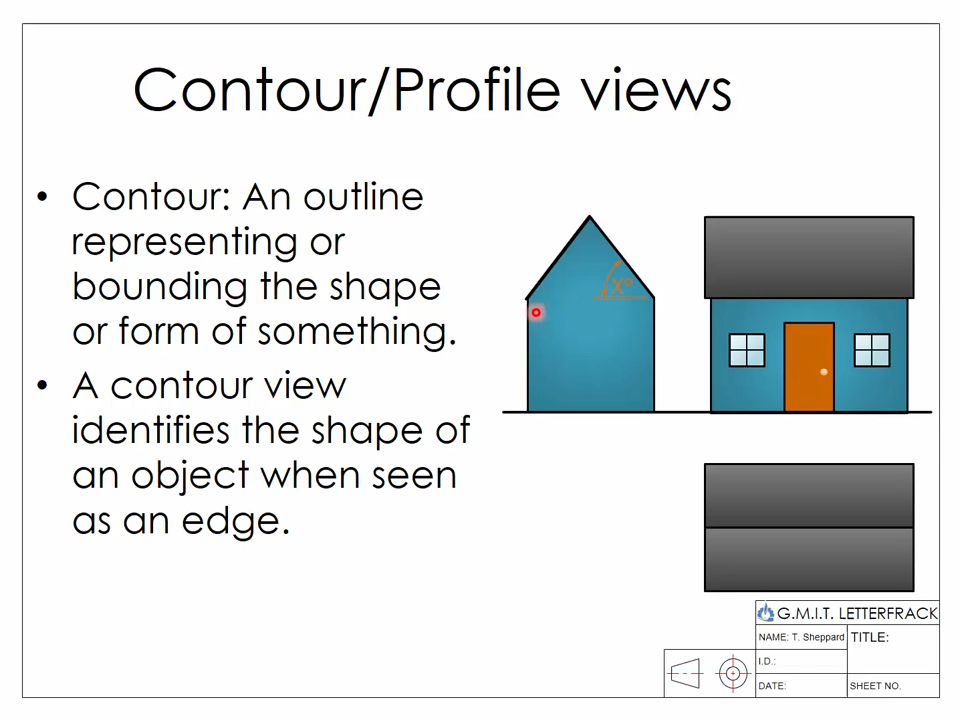 Contour/Profile views
• Contour: An outline
representing or
bounding the shape
or form of something.
• A contour view
identifies the shape of
an object when seen
as an edge.
X°
G.M.I.T. LETTERFRACK
NAME: T. Sheppard
TITLE:
I.D.:
DATE:
SHEET NO.